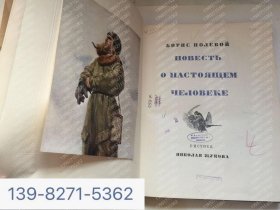 БОРИС ПОЛЕВОЙ
ПОВЕСТЬ
О НАСТОЯЩЕМ
ЧЕЛОВЕКЕ
РИСУНКИ
НИКОЛАЯ ЖУКОВА
139-8271-5362